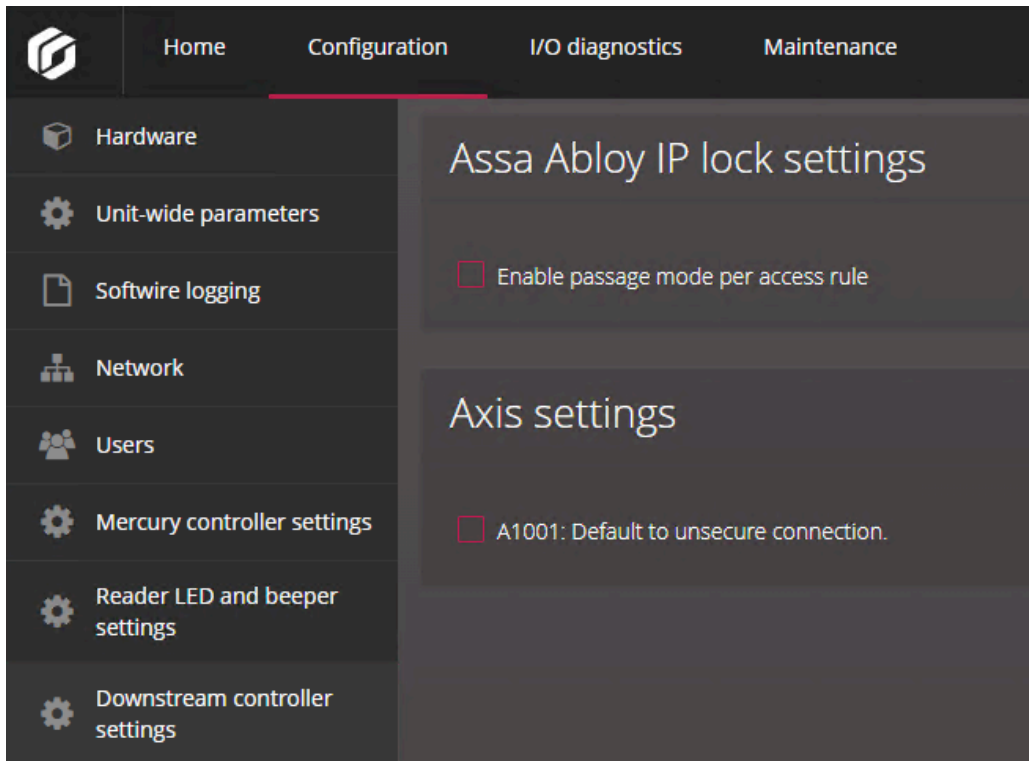 Home Configuration I/O diagnostics Maintenance
Hardware
Unit-wide parameters
Softwire logging
Network
Users
Mercury controller settings
Reader LED and beeper
settings
Downstream controller
settings
Assa Abloy IP lock settings
Enable passage mode per access rule
Axis settings
A1001: Default to unsecure connection.